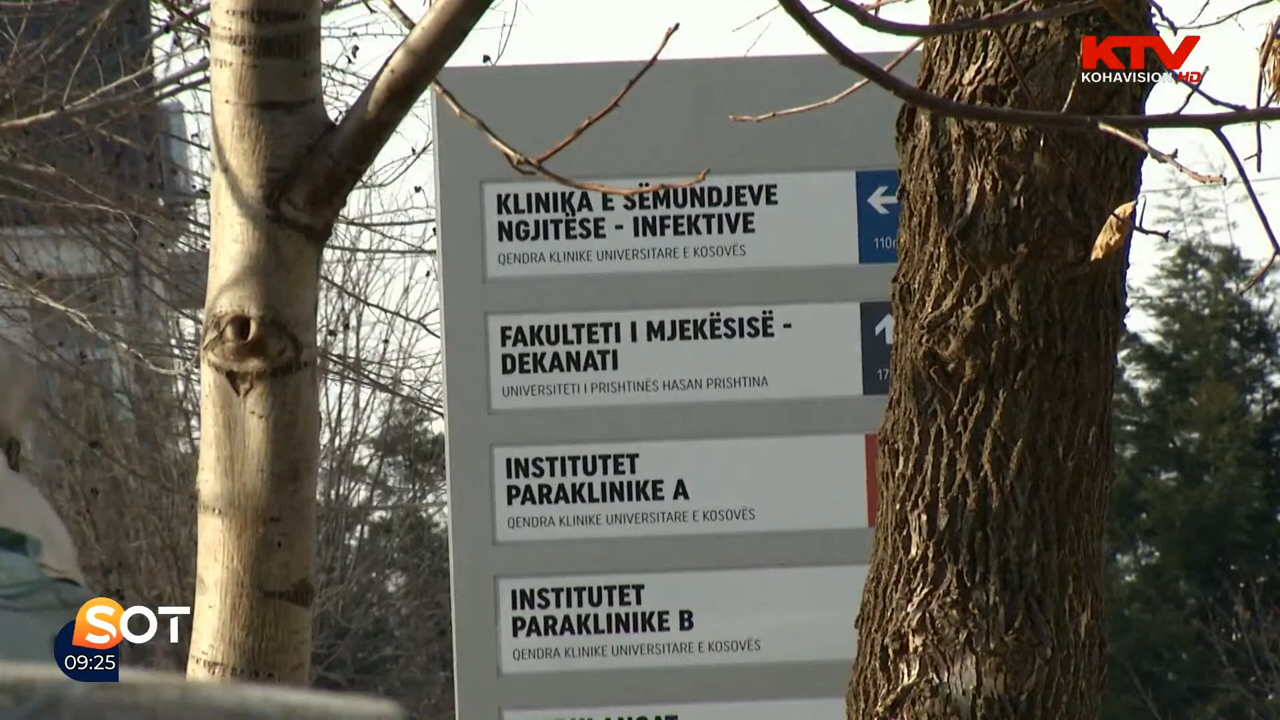 KTV
KOHAVISION HD
KLINIKA E SËMUNDJEVE
NGJITËSE - INFEKTIVE
QENDRA KLINIKE UNIVERSITARE E KOSOVËS
FAKULTETI I MJEKËSISË -
DEKANATI
UNIVERSITETI I PRISHTINËS HASAN PRISHTINA
INSTITUTET
PARAKLINIKE A
QENDRA KLINIKE UNIVERSITARE E KOSOVËS
INSTITUTET
PARAKLINIKE B
QENDRA KLINIKE UNIVERSITARE E KOSOVËS
SOT
09:25